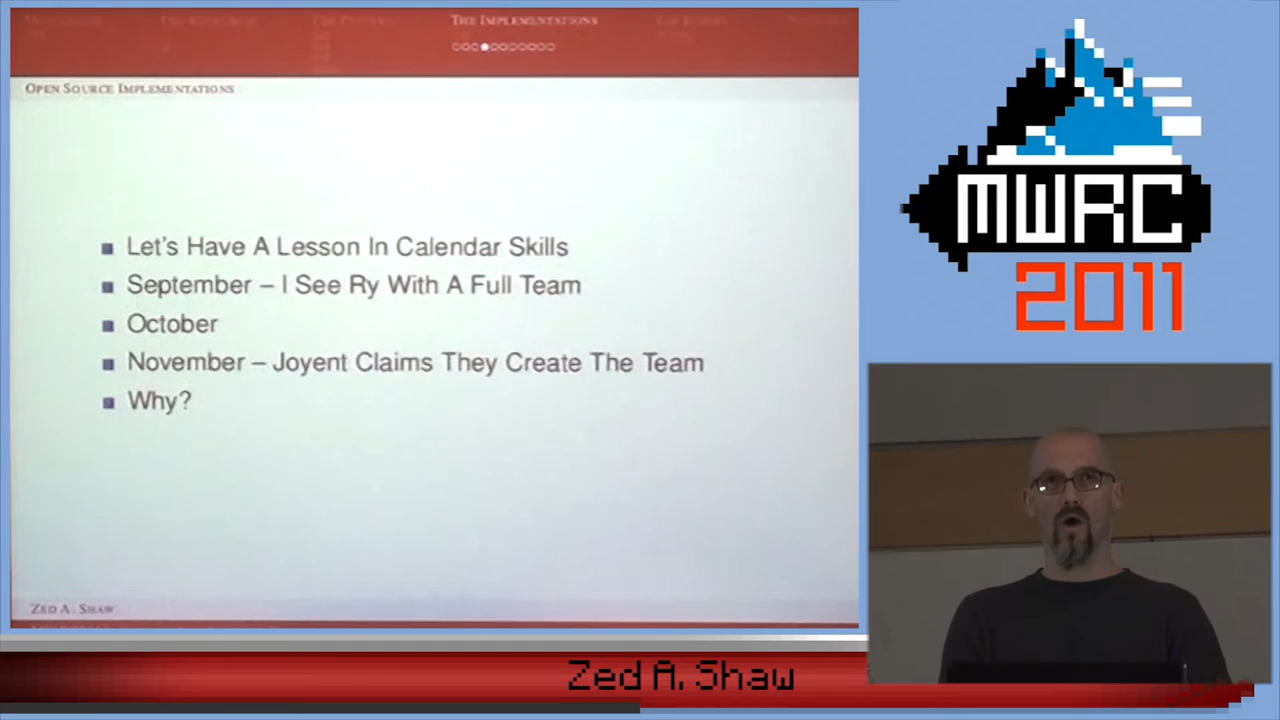 The Implementations
Open Source Implementations
Let's Have A Lesson In Calendar Skills
September – I See Ry With A Full Team
October
November – Joyent Claims They Create The Team
Why?
Zed A. Shaw
MWRC
2011
Zed A. Shaw